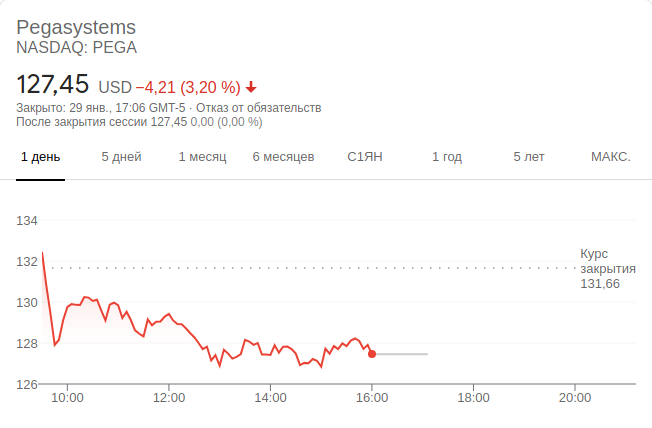 Pegasystems
NASDAQ: PEGA
127,45 USD −4,21 (3,20 %)
Закрыто: 29 янв., 17:06 GMT-5 · Отказ от обязательств
После закрытия сессии 127,45 0,00 (0,00 %)
1 день 5 дней 1 месяц 6 месяцев С1ЯН 1 год 5 лет МАКС.
134
132
130
128
126
Курс
закрытия
131,66
10:00 12:00 14:00 16:00 18:00 20:00